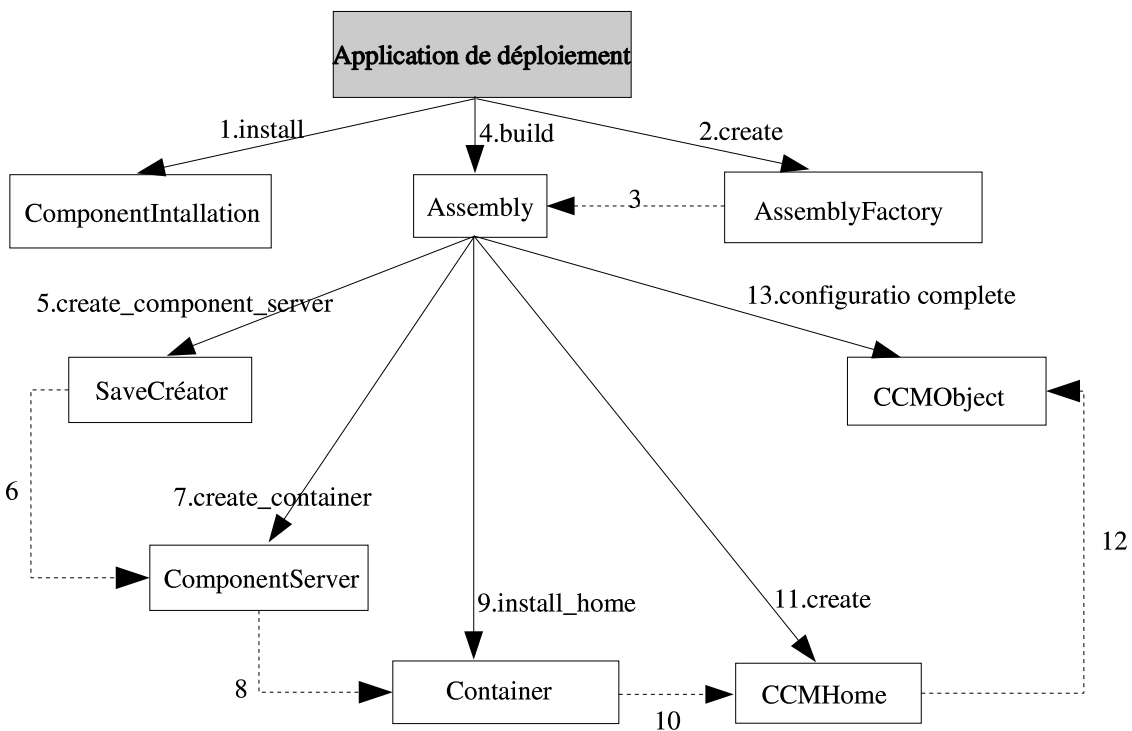 Application de déploiement
1.install
4.build
2.create
ComponentIntallation
Assembly
3
AssemblyFactory
5.create_component_server
13.configuratio complete
SaveCréator
CCMObject
6
7.create_container
12
ComponentServer
9.install_home
11.create
8
Container
10
CCMHome